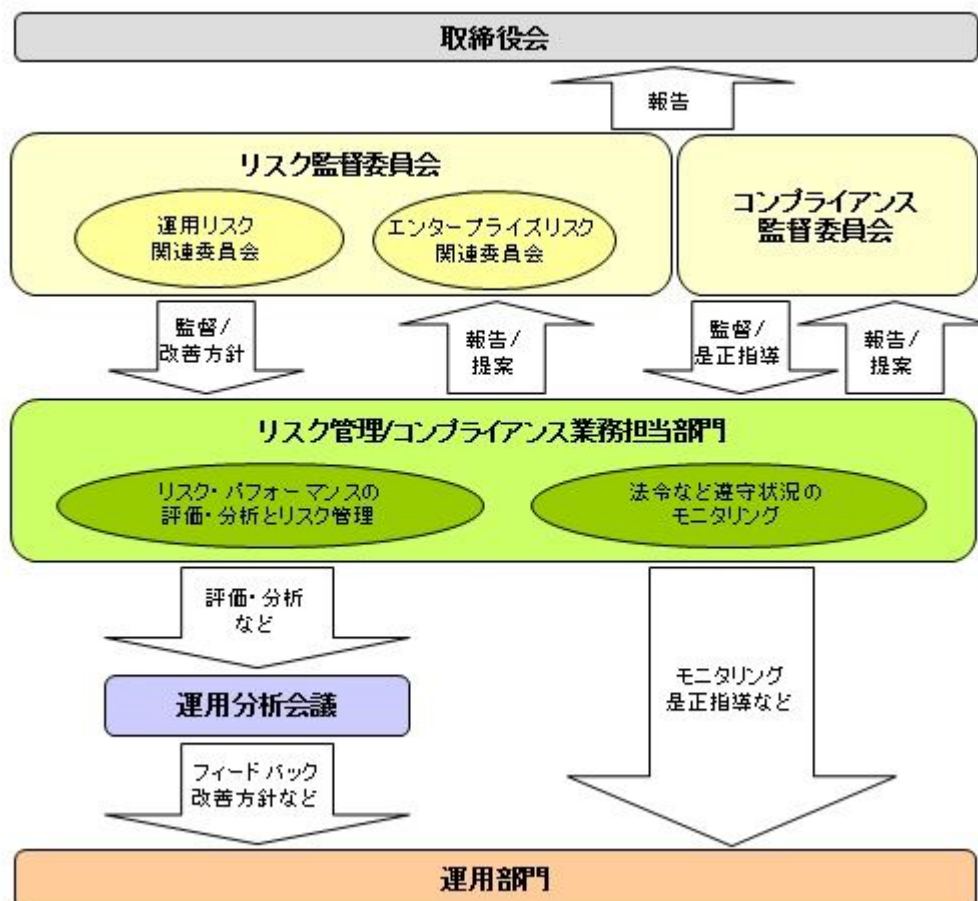 取締役会
報告
リスク監督委員会
運用リスク
関連委員会
エンタープライズリスク
関連委員会
コンプライアンス
監督委員会
監督/
改善方針
報告/
提案
監督/
是正指導
報告/
提案
リスク管理/コンプライアンス業務担当部門
リスク・パフォーマンスの
評価・分析とリスク管理
法令など遵守状況の
モニタリング
評価・分析
など
運用分析会議
モニタリング
是正指導など
フィードバック
改善方針など
運用部門